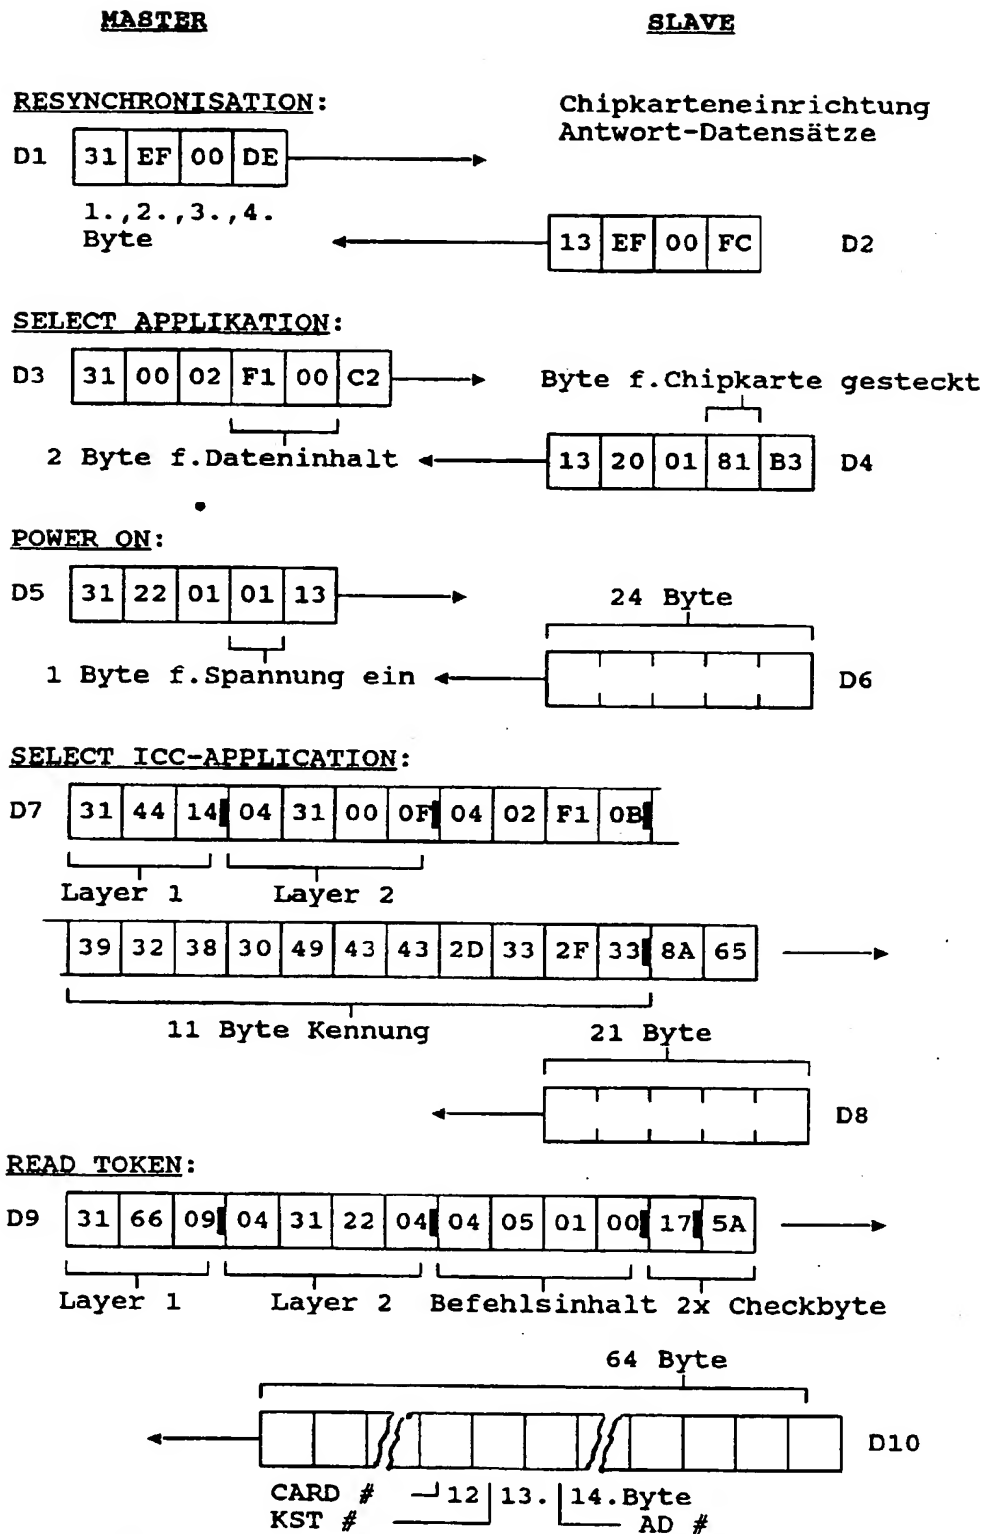 MASTER SLAVE
RESYNCHRONISATION:
Chipkarteneinrichtung
Antwort-Datensätze
D1 31 EF 00 DE
1.,2.,3.,4.
Byte
13 EF 00 FC D2
SELECT APPLIKATION:
D3 31 00 02 F1 00 C2
Byte f.Chipkarte gesteckt
2 Byte f.Dateninhalt
13 20 01 81 B3 D4
POWER ON:
D5 31 22 01 01 13
24 Byte
1 Byte f.Spannung ein
D6
SELECT ICC-APPLICATION:
D7 31 44 14 04 31 00 0F 04 02 F1 0B
Layer 1 Layer 2
39 32 38 30 49 43 43 2D 33 2F 33 8A 65
11 Byte Kennung
21 Byte
D8
READ TOKEN:
D9 31 66 09 04 31 22 04 04 05 01 00 17 5A
Layer 1 Layer 2 Befehlsinhalt 2x Checkbyte
64 Byte
D10
CARD # 12 13. 14.Byte
KST # AD #